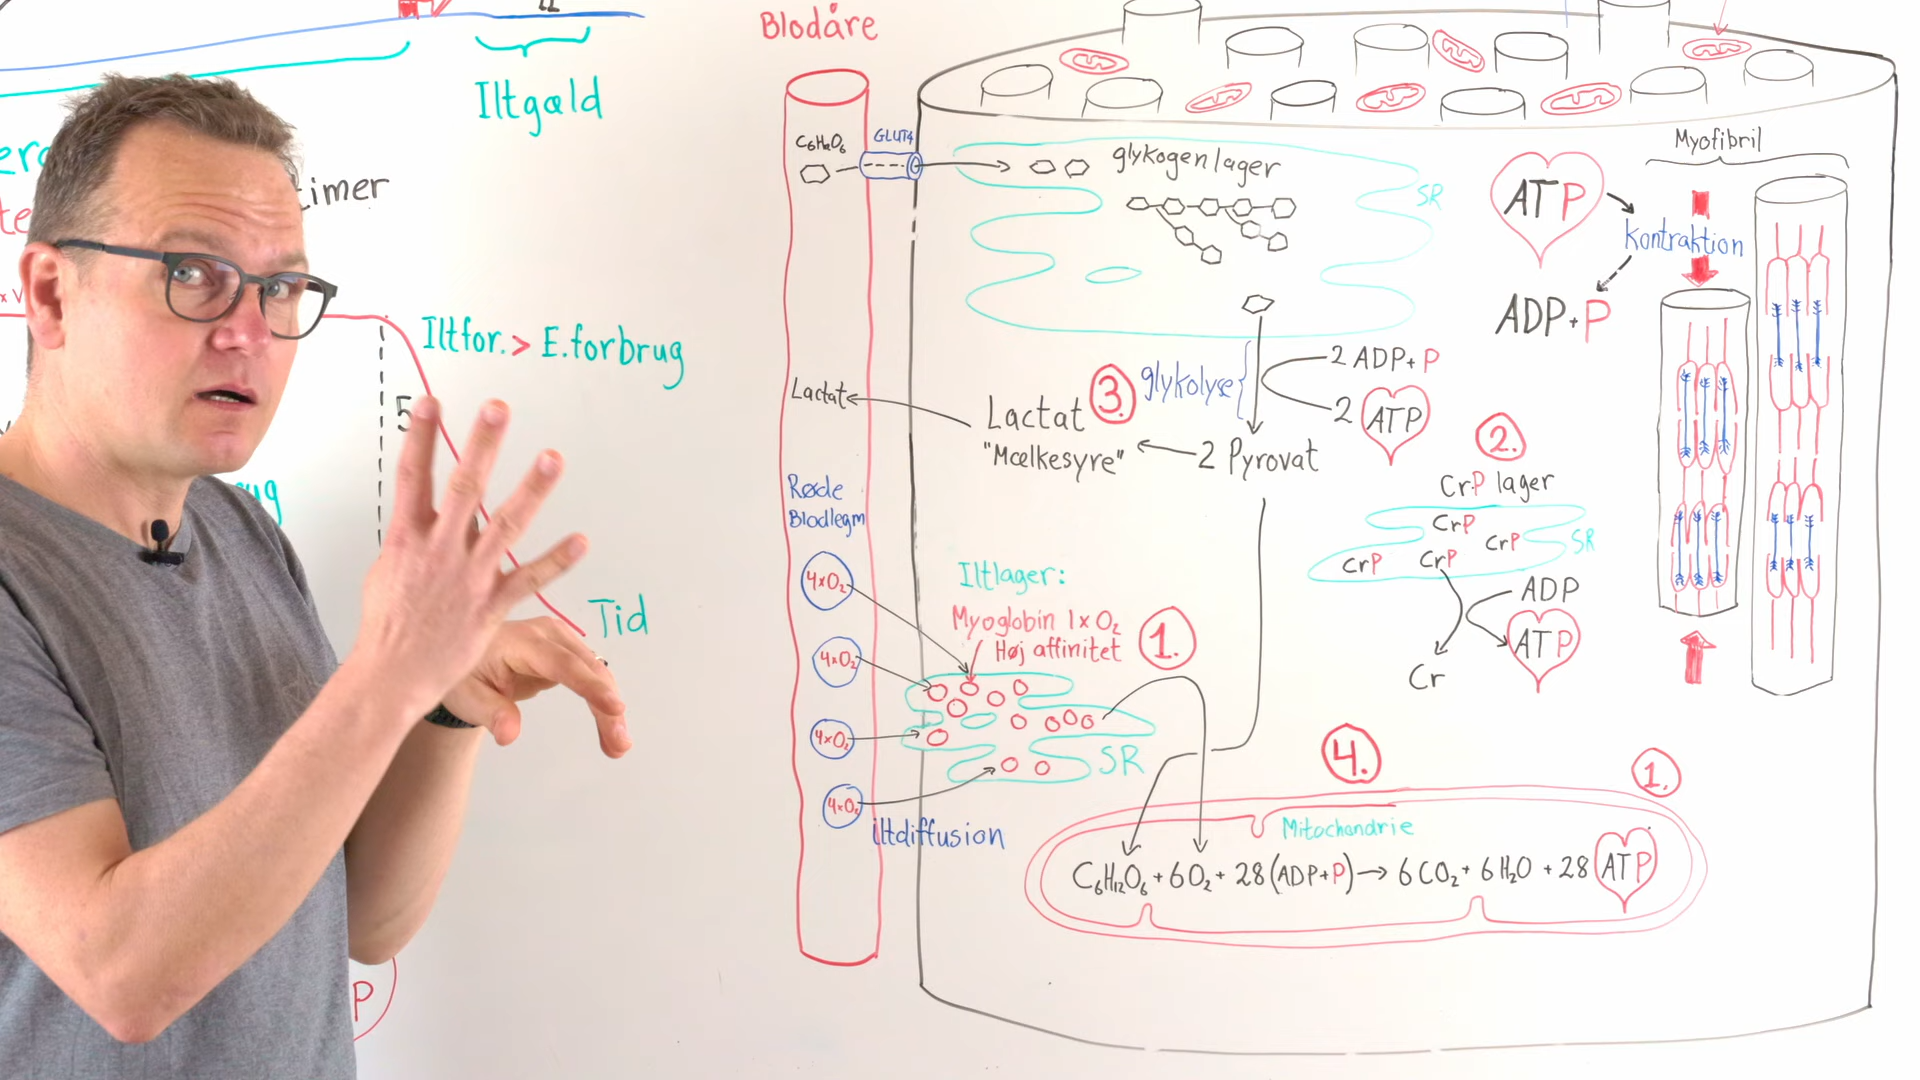 Iltgæld
timer
Iltfor. > E.forbrug
5
Tid
P
Blodåre
C6H12O6
GLUT4
glykogen lager
SR
Lactat
Lactat
"Mælkesyre"
3.
glykolyse
2 ADP+P
2 ATP
2 Pyrovat
Røde
Blodlegm
4xO2
4xO2
4xO2
4xO2
iltdiffusion
Iltlager:
Myoglobin 1xO2
Høj affinitet
1.
SR
ATP
kontraktion
ADP+P
Myofibril
2.
CrP lager
CrP
CrP
CrP
CrP
SR
ADP
ATP
Cr
4.
1.
Mitochondrie
C6H12O6 + 6O2 + 28(ADP+P) → 6CO2 + 6H2O + 28 ATP